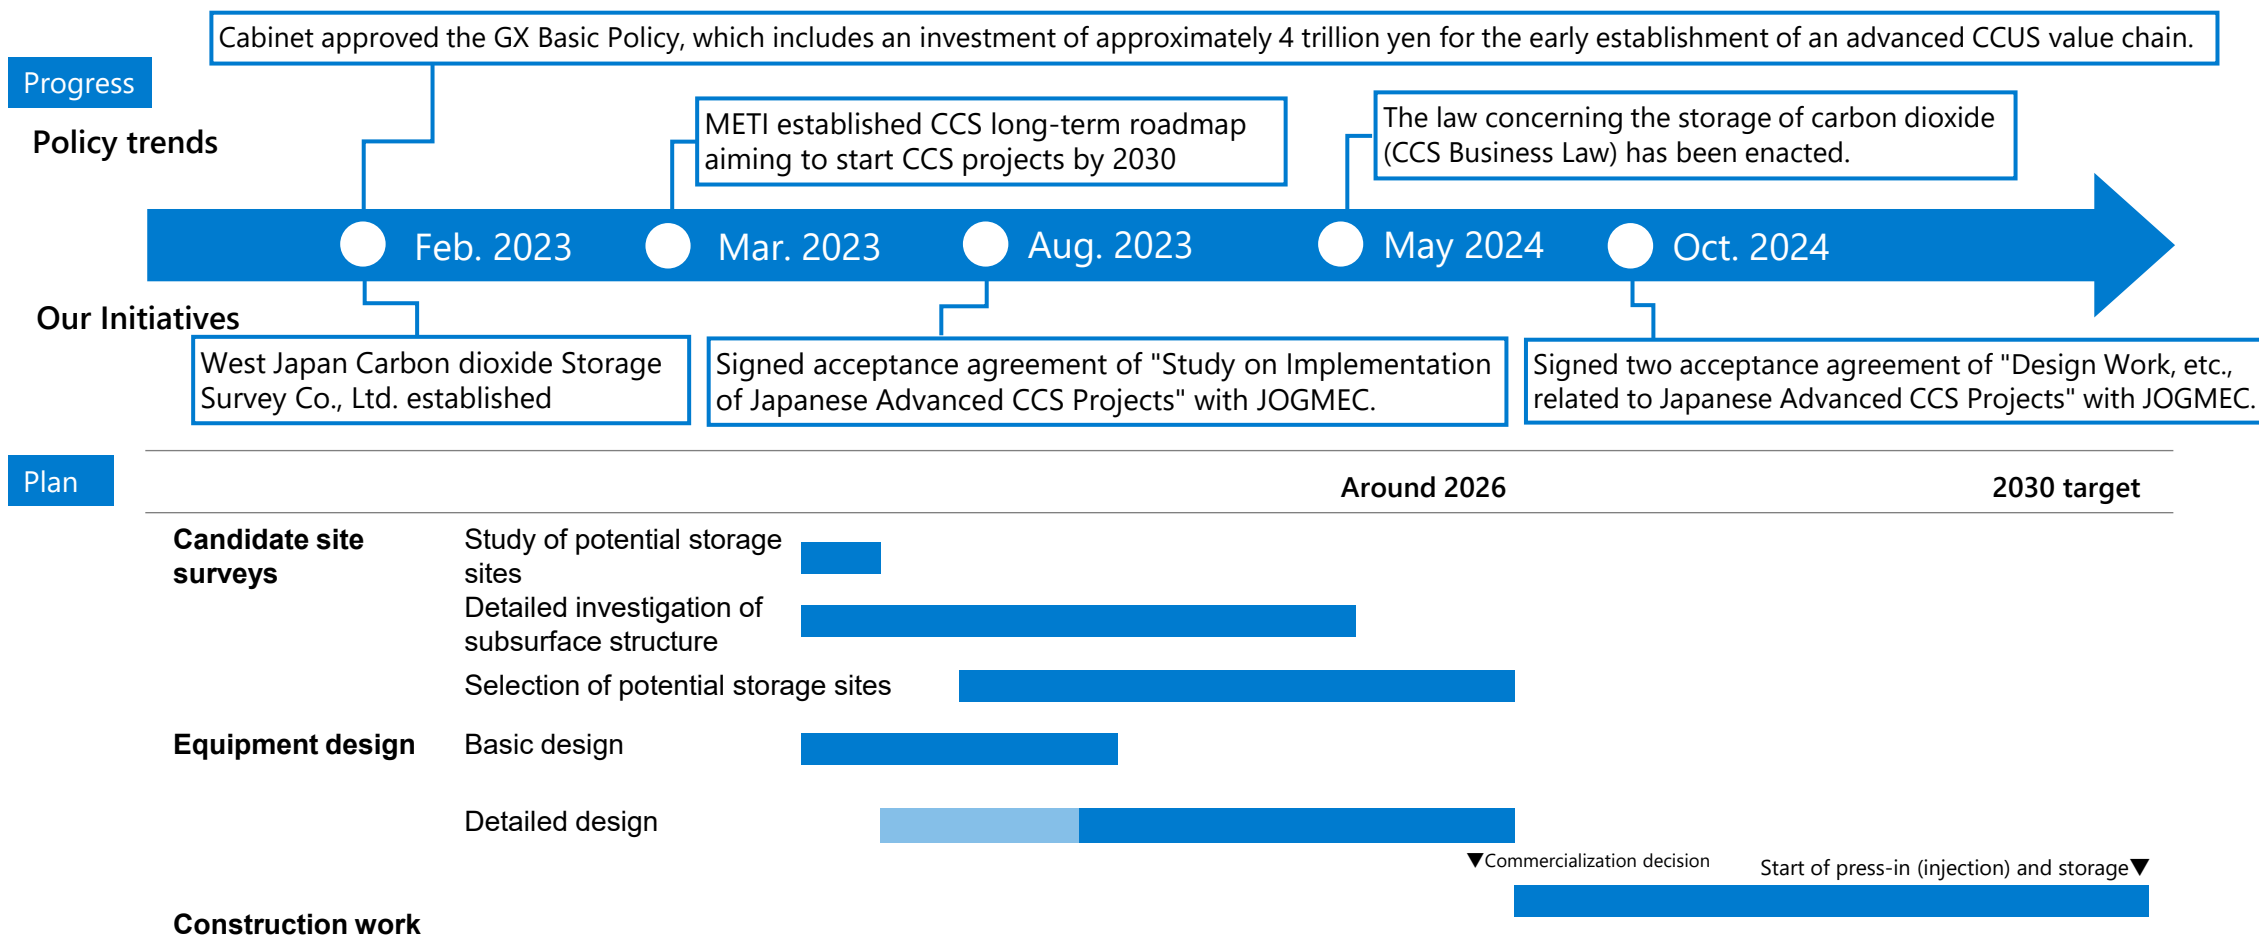 Cabinet approved the GX Basic Policy, which includes an investment of approximately 4 trillion yen for the early establishment of an advanced CCUS value chain.
Progress
Policy trends
METI established CCS long-term roadmap
aiming to start CCS projects by 2030
The law concerning the storage of carbon dioxide
(CCS Business Law) has been enacted.
Feb. 2023
Mar. 2023
Aug. 2023
May 2024
Oct. 2024
Our Initiatives
West Japan Carbon dioxide Storage
Survey Co., Ltd. established
Signed acceptance agreement of "Study on Implementation
of Japanese Advanced CCS Projects" with JOGMEC.
Signed two acceptance agreement of "Design Work, etc.,
related to Japanese Advanced CCS Projects" with JOGMEC.
Plan
Around 2026
2030 target
Candidate site
surveys
Study of potential storage
sites
Detailed investigation of
subsurface structure
Selection of potential storage sites
Equipment design
Basic design
Detailed design
▼Commercialization decision
Start of press-in (injection) and storage▼
Construction work